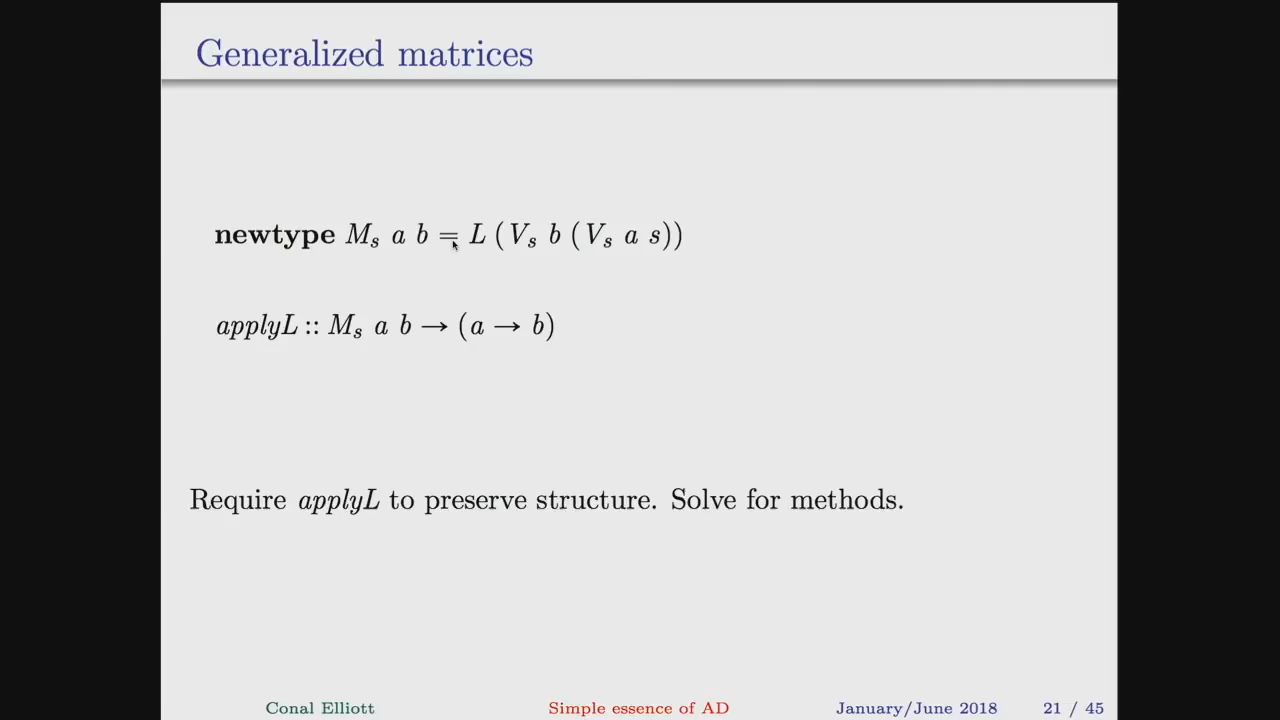 Generalized matrices
newtype Mₛ a b = L (Vₛ b (Vₛ a s))
applyL :: Mₛ a b → (a → b)
Require applyL to preserve structure. Solve for methods.
Conal Elliott Simple essence of AD January/June 2018 21 / 45